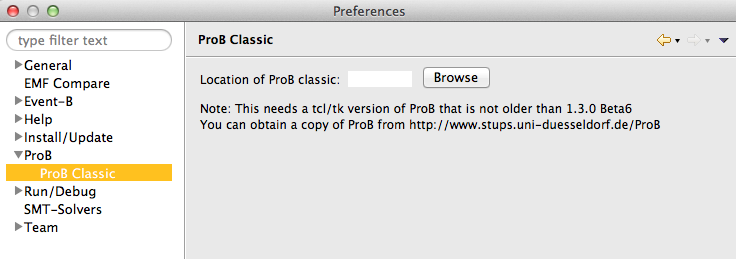 Preferences
type filter text
General
EMF Compare
Event-B
Help
Install/Update
ProB
ProB Classic
Run/Debug
SMT-Solvers
Team
ProB Classic
Location of ProB classic: Browse
Note: This needs a tcl/tk version of ProB that is not older than 1.3.0 Beta6
You can obtain a copy of ProB from http://www.stups.uni-duesseldorf.de/ProB